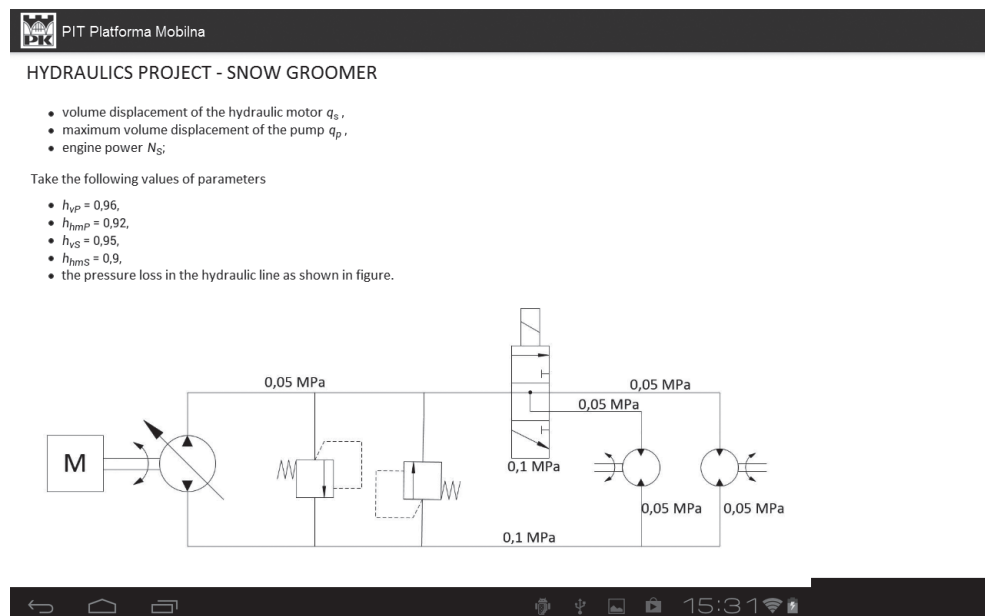 PK
PIT Platforma Mobilna
HYDRAULICS PROJECT - SNOW GROOMER
• volume displacement of the hydraulic motor qs ,
• maximum volume displacement of the pump qp ,
• engine power NS;
Take the following values of parameters
• hvP = 0,96,
• hhmP = 0,92,
• hvS = 0,95,
• hhmS = 0,9,
• the pressure loss in the hydraulic line as shown in figure.
0,05 MPa
0,05 MPa
0,05 MPa
M
0,1 MPa
0,05 MPa
0,05 MPa
0,1 MPa
15:31